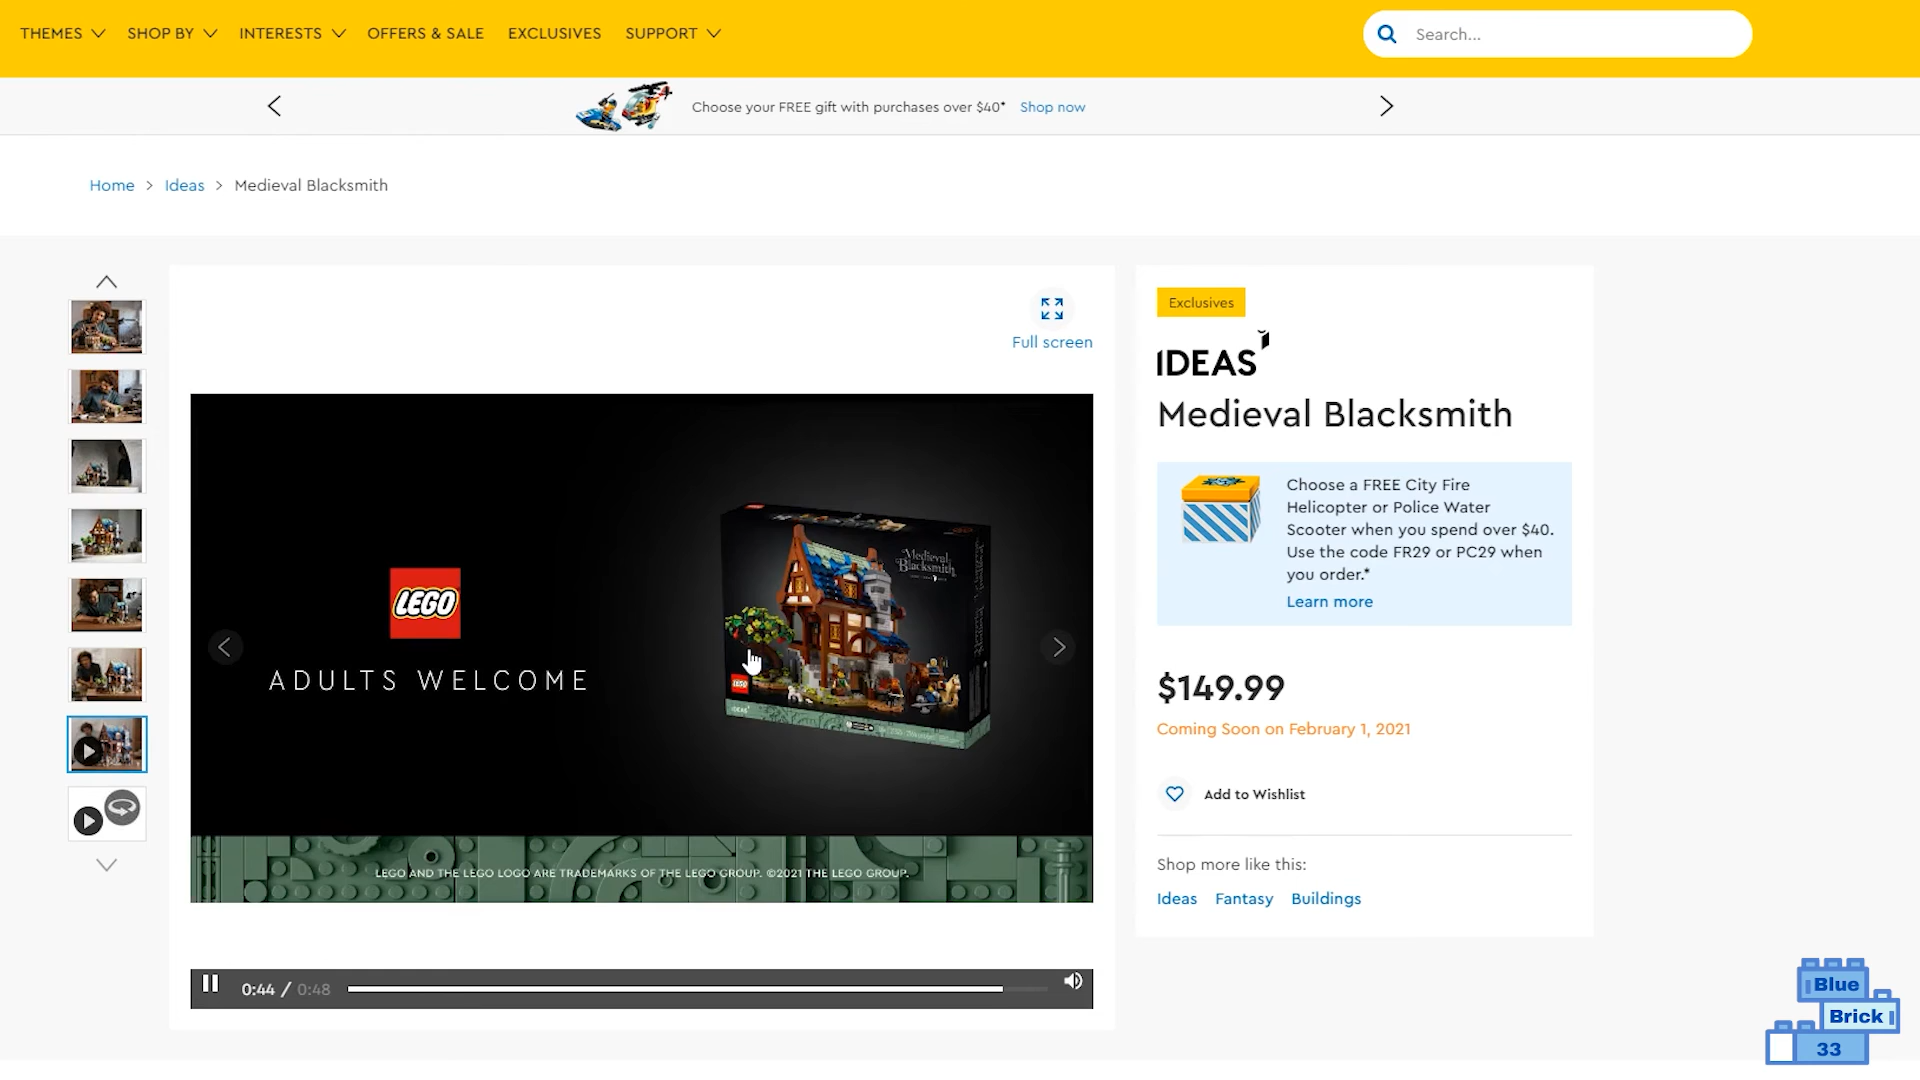 THEMES SHOP BY INTERESTS OFFERS & SALE EXCLUSIVES SUPPORT
Search...
Choose your FREE gift with purchases over $40* Shop now
Home > Ideas > Medieval Blacksmith
Full screen
LEGO
ADULTS WELCOME
Medieval
Blacksmith
LEGO
IDEAS
LEGO AND THE LEGO LOGO ARE TRADEMARKS OF THE LEGO GROUP. ©2021 THE LEGO GROUP.
0:44 / 0:48
Exclusives
IDEAS
Medieval Blacksmith
Choose a FREE City Fire
Helicopter or Police Water
Scooter when you spend over $40.
Use the code FR29 or PC29 when
you order.*
Learn more
$149.99
Coming Soon on February 1, 2021
Add to Wishlist
Shop more like this:
Ideas Fantasy Buildings
Blue
Brick
33